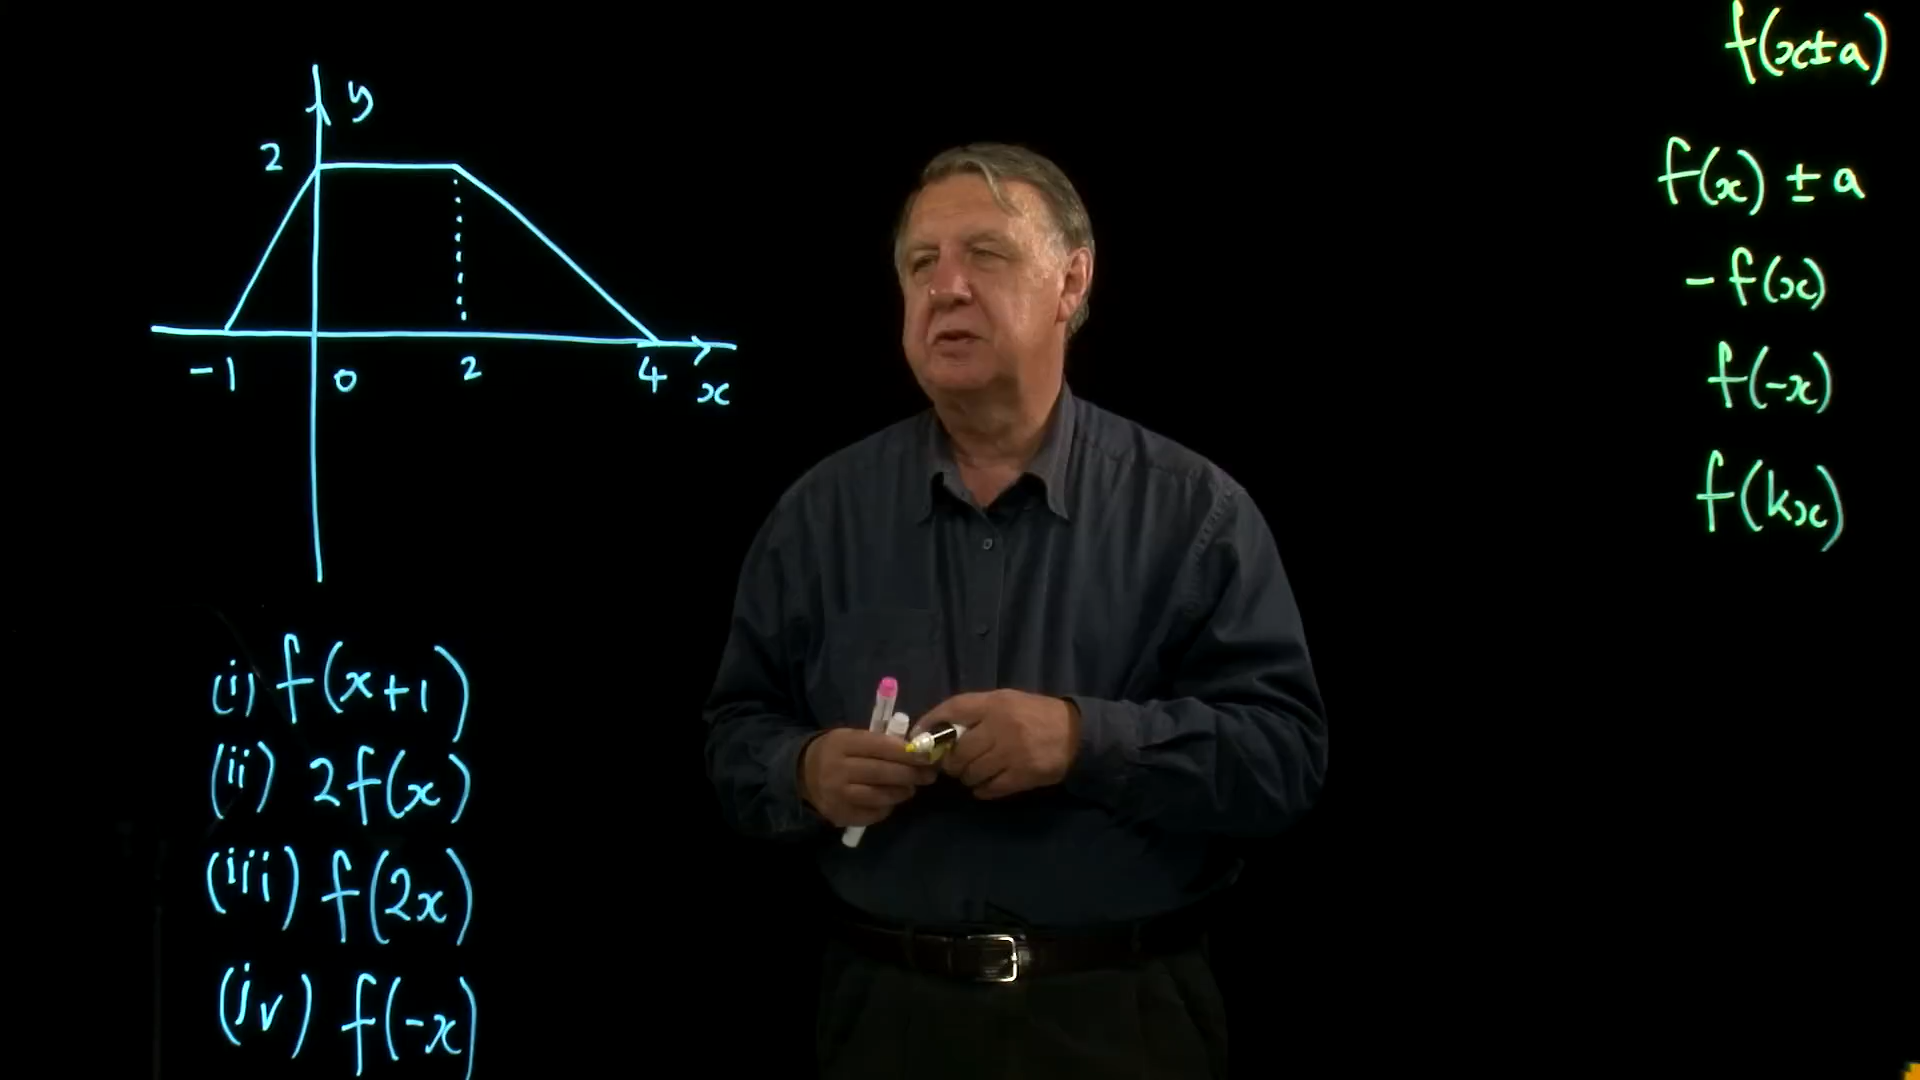 y
2
-1 0 2 4 x
(i) f(x+1)
(ii) 2f(x)
(iii) f(2x)
(iv) f(-x)
f(x±a)
f(x) ± a
-f(x)
f(-x)
f(kx)